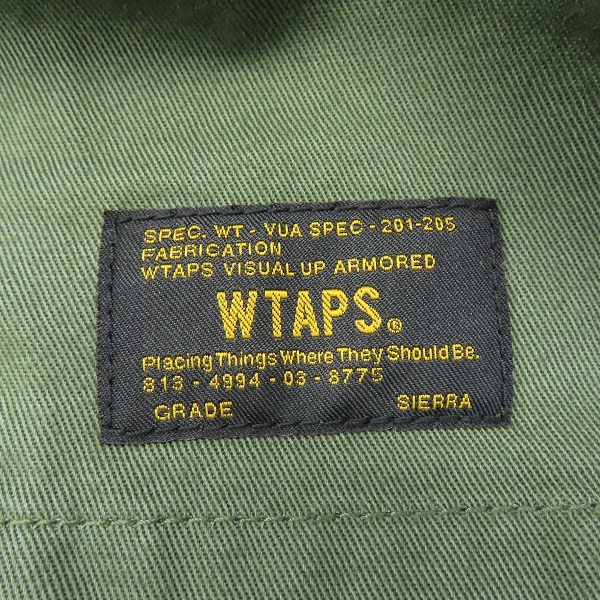 SPEC. WT - VUA SPEC - 201-205
FABRICATION
WTAPS VISUAL UP ARMORED
WTAPS®
Placing Things Where They Should Be.
813 - 4994 - 03 - 8775
GRADE SIERRA